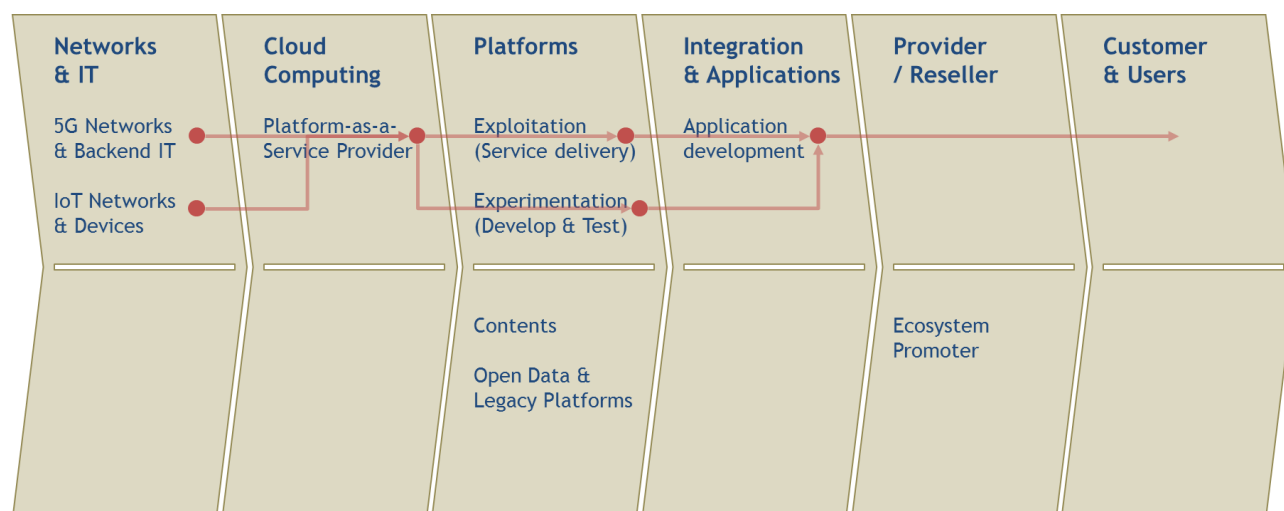 Networks
& IT
Cloud
Computing
Platforms
Integration
& Applications
Provider
/ Reseller
Customer
& Users
5G Networks
& Backend IT
Platform-as-a-
Service Provider
Exploitation
(Service delivery)
Application
development
IoT Networks
& Devices
Experimentation
(Develop & Test)
Contents
Open Data &
Legacy Platforms
Ecosystem
Promoter